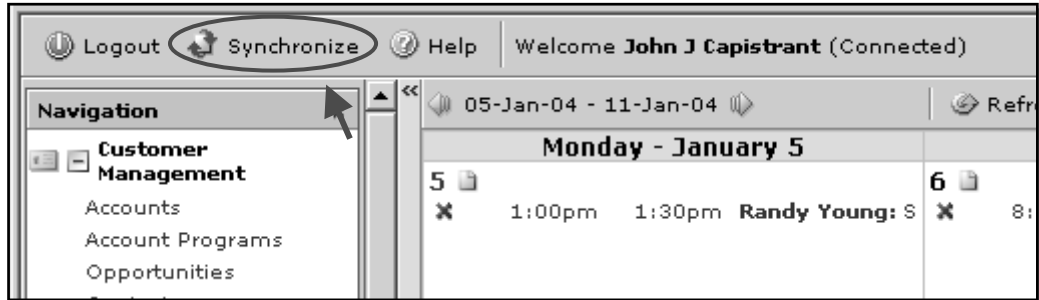 Logout Synchronize Help Welcome John J Capistrant (Connected)
Navigation
«
05-Jan-04 - 11-Jan-04
Customer
Management
Accounts
Account Programs
Opportunities
Monday - January 5
5
1:00pm 1:30pm Randy Young: S
6
8: